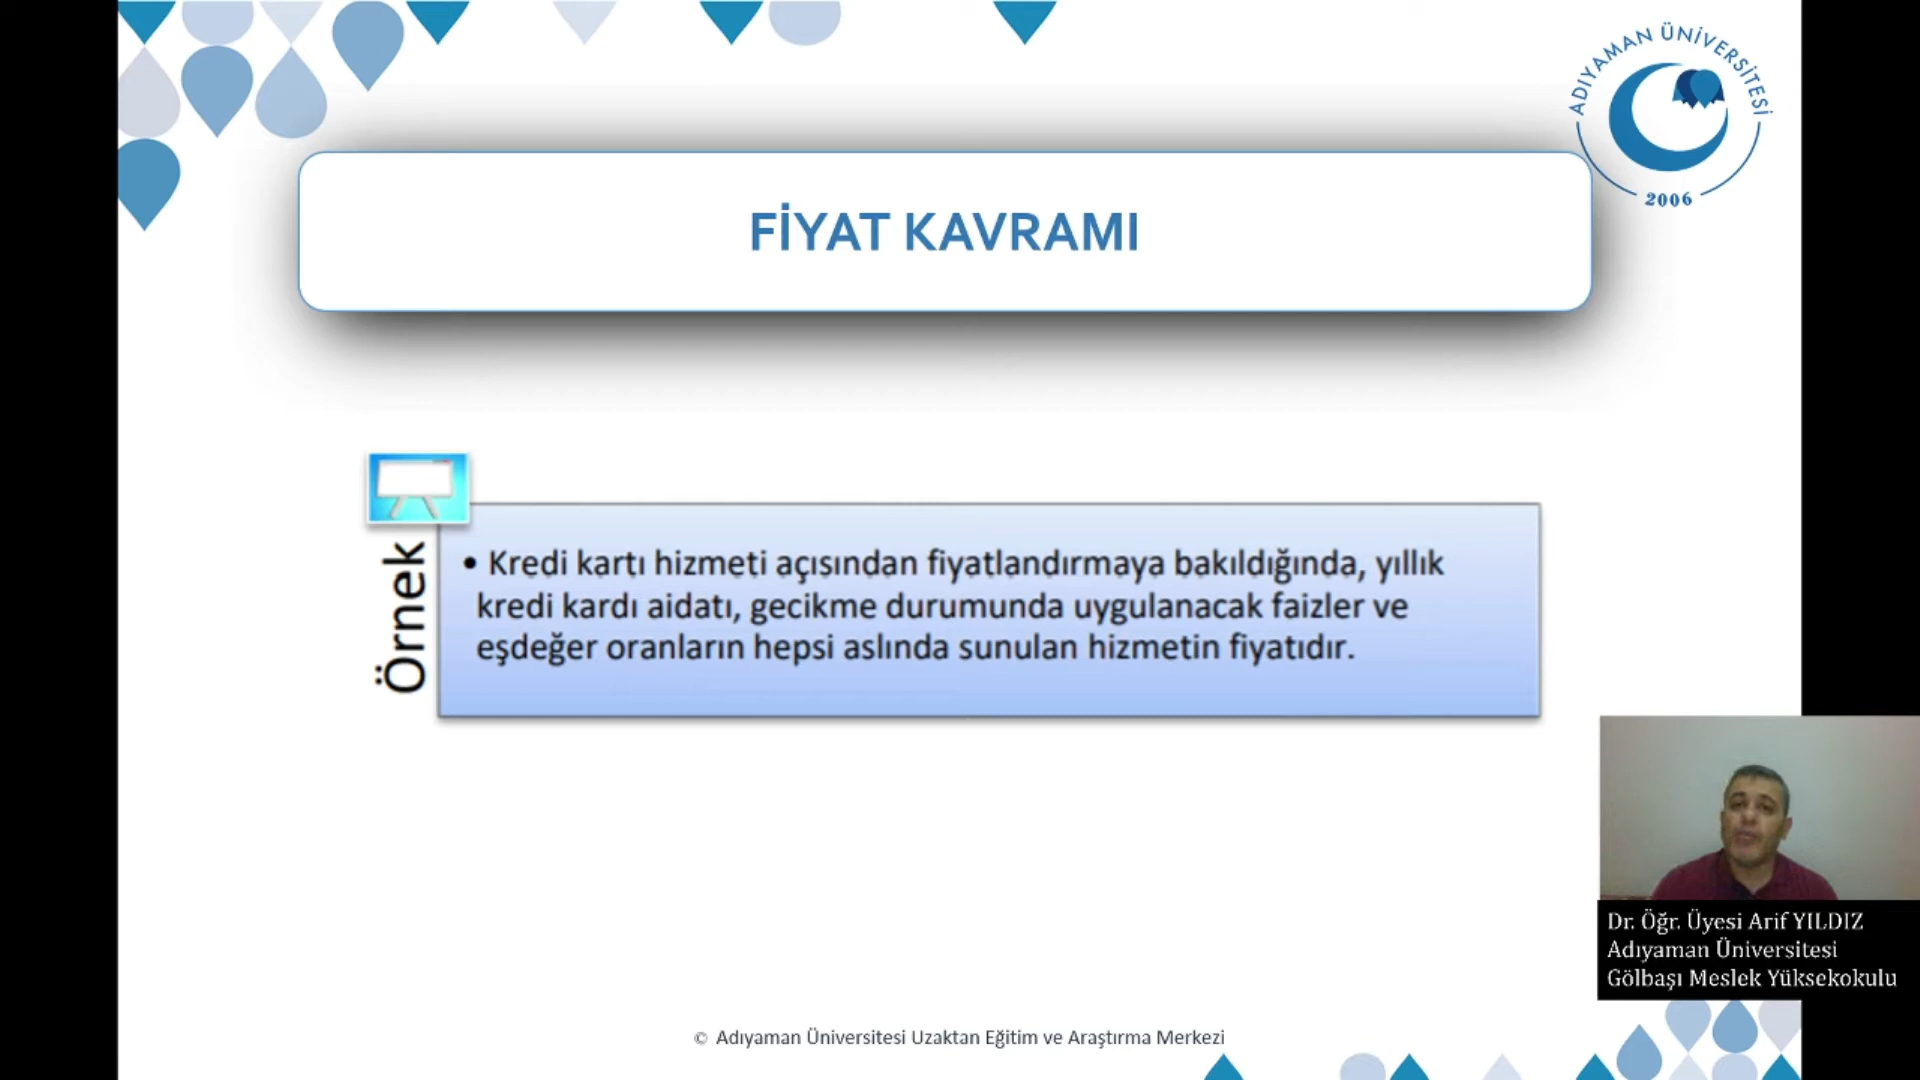 ADIYAMAN ÜNİVERSİTESİ
2006
FİYAT KAVRAMI
Örnek
• Kredi kartı hizmeti açısından fiyatlandırmaya bakıldığında, yıllık
kredi kardı aidatı, gecikme durumunda uygulanacak faizler ve
eşdeğer oranların hepsi aslında sunulan hizmetin fiyatıdır.
Dr. Öğr. Üyesi Arif YILDIZ
Adıyaman Üniversitesi
Gölbaşı Meslek Yüksekokulu
© Adıyaman Üniversitesi Uzaktan Eğitim ve Araştırma Merkezi